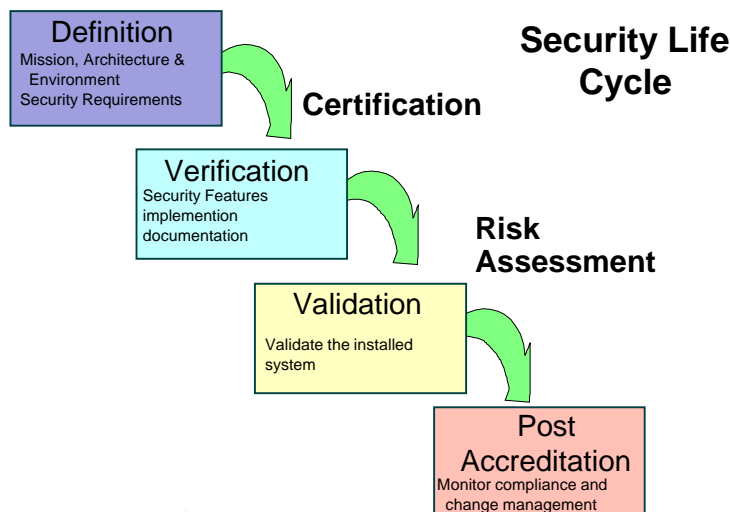 Definition
Mission, Architecture &
Environment
Security Requirements
Security Life
Cycle
Certification
Verification
Security Features
implemention
documentation
Risk
Assessment
Validation
Validate the installed
system
Post
Accreditation
Monitor compliance and
change management